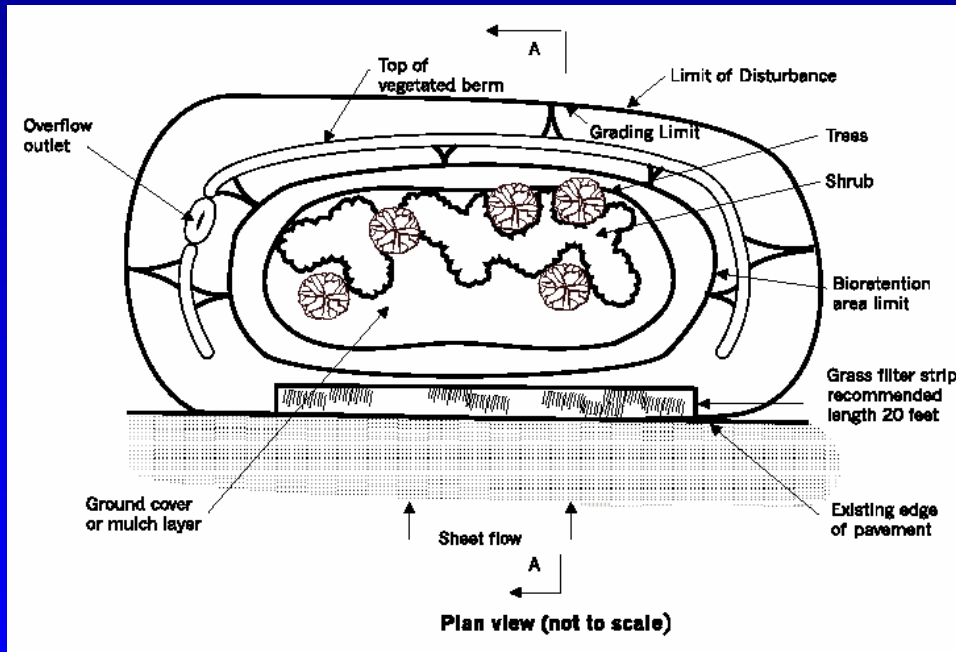 A
Top of
vegetated berm
Limit of Disturbance
Overflow
outlet
Grading Limit
Trees
Shrub
Bioretention
area limit
Grass filter strip
recommended
length 20 feet
Ground cover
or mulch layer
Existing edge
of pavement
Sheet flow
A
Plan view (not to scale)